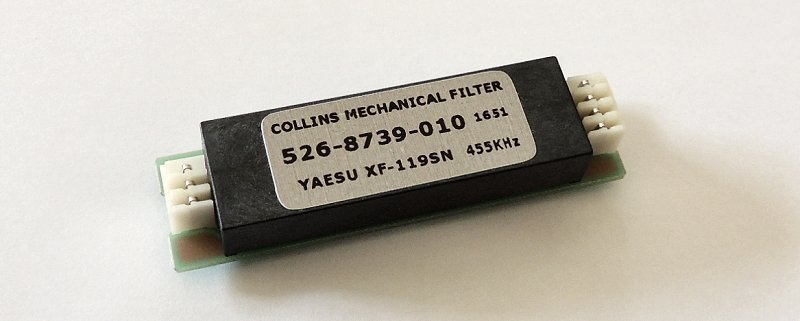 COLLINS MECHANICAL FILTER
526-8739-010 1651
YAESU XF-119SN 455KHz